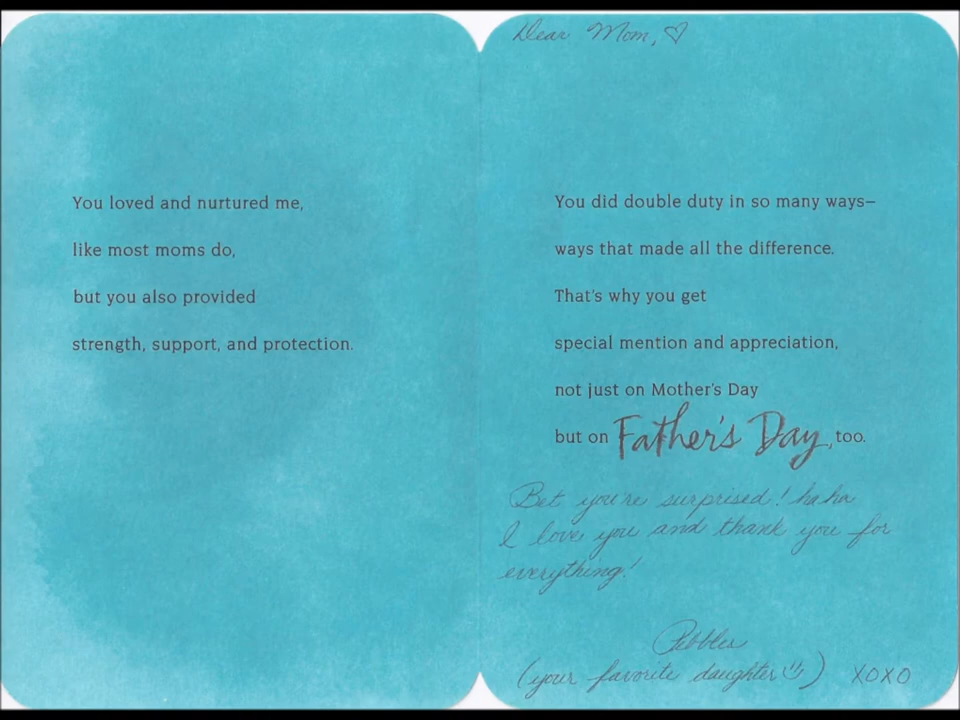 You loved and nurtured me,
like most moms do,
but you also provided
strength, support, and protection.
Dear Mom, ♡
You did double duty in so many ways—
ways that made all the difference.
That's why you get
special mention and appreciation,
not just on Mother's Day
but on Father's Day, too.
Bet you're surprised! haha
I love you and thank you for
everything!
Pebbles
(your favorite daughter☺) XOXO